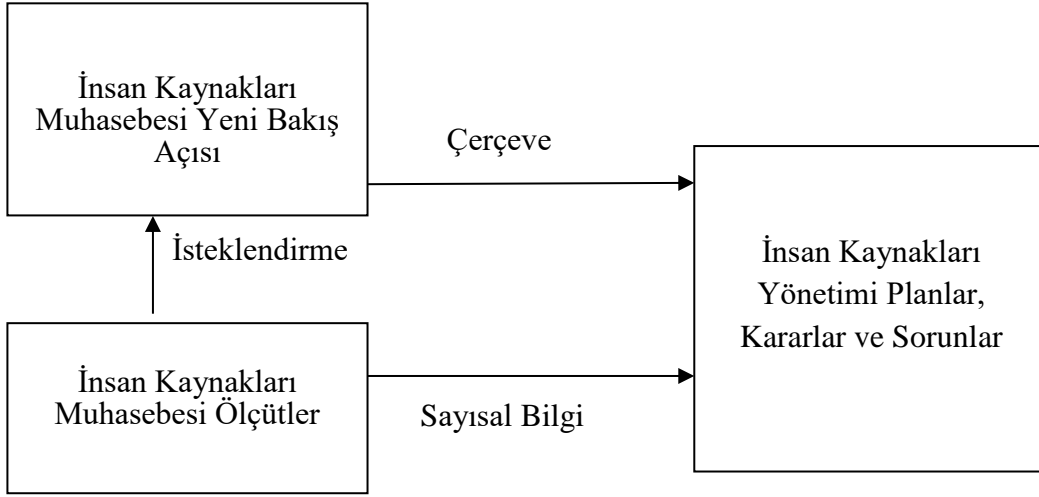 İnsan Kaynakları
Muhasebesi Yeni Bakış
Açısı
Çerçeve
İsteklendirme
İnsan Kaynakları
Yönetimi Planlar,
Kararlar ve Sorunlar
İnsan Kaynakları
Muhasebesi Ölçütler
Sayısal Bilgi